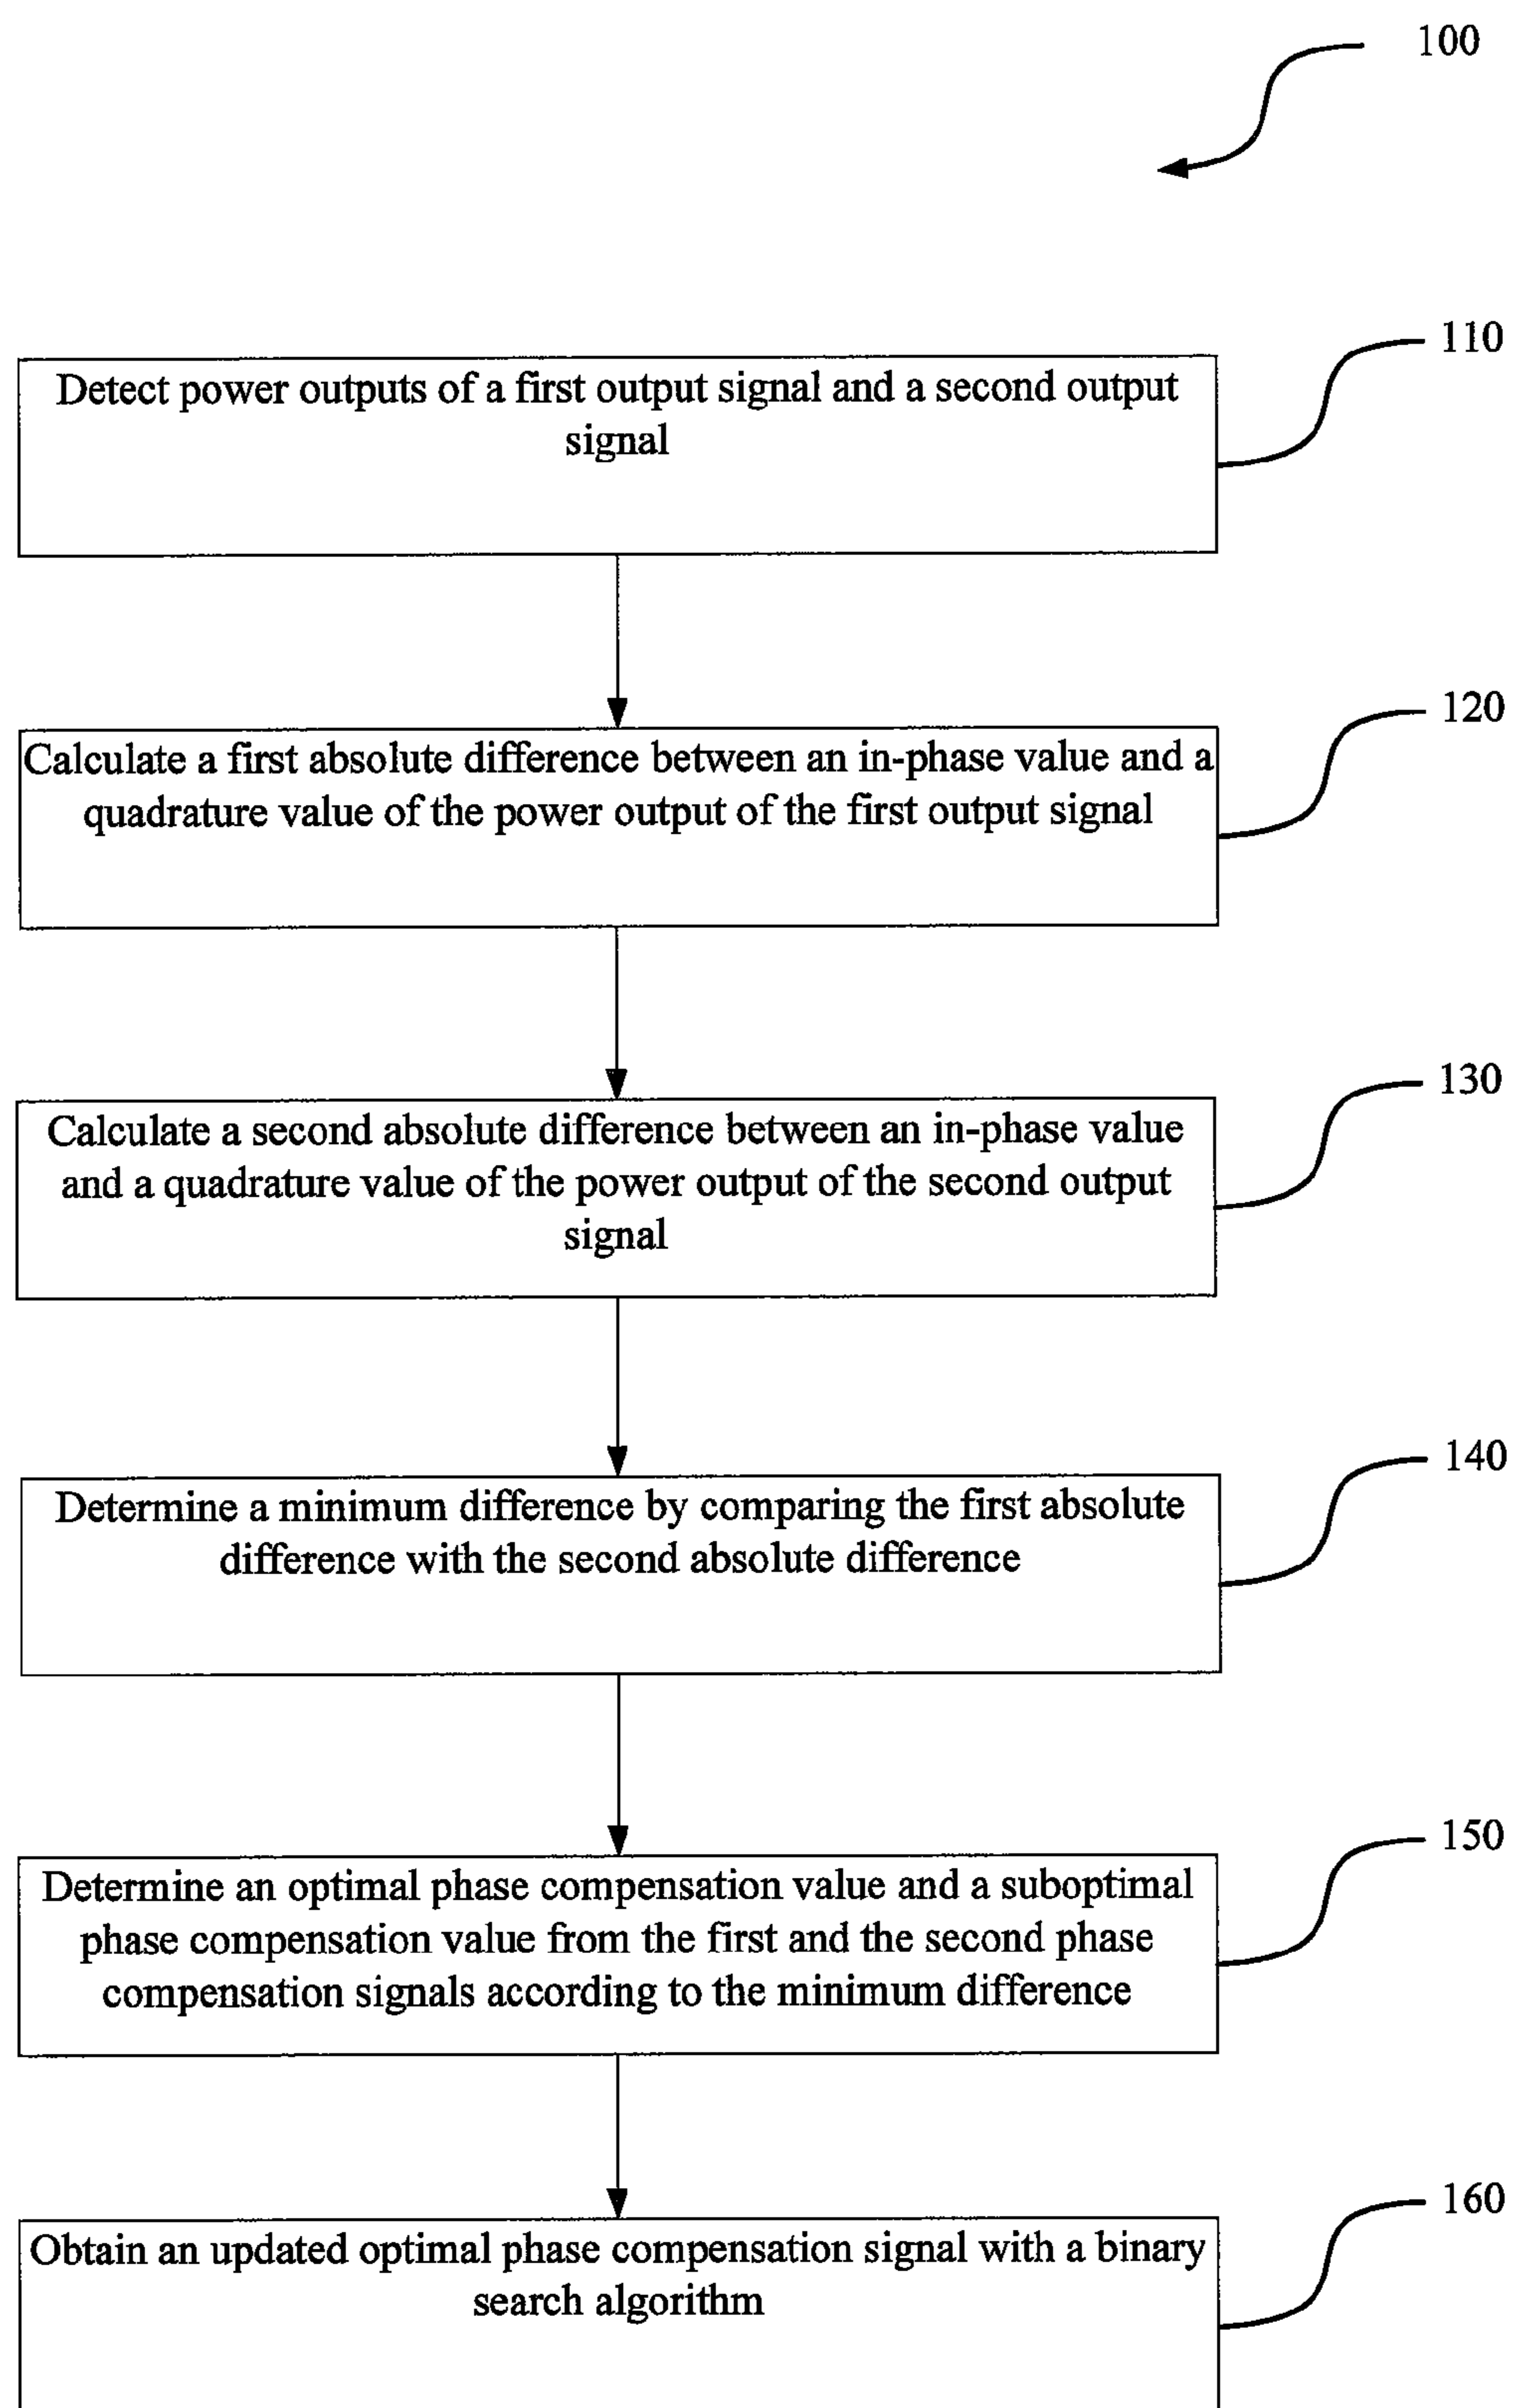 100
110
Detect power outputs of a first output signal and a second output
signal
120
Calculate a first absolute difference between an in-phase value and a
quadrature value of the power output of the first output signal
130
Calculate a second absolute difference between an in-phase value
and a quadrature value of the power output of the second output
signal
140
Determine a minimum difference by comparing the first absolute
difference with the second absolute difference
150
Determine an optimal phase compensation value and a suboptimal
phase compensation value from the first and the second phase
compensation signals according to the minimum difference
160
Obtain an updated optimal phase compensation signal with a binary
search algorithm